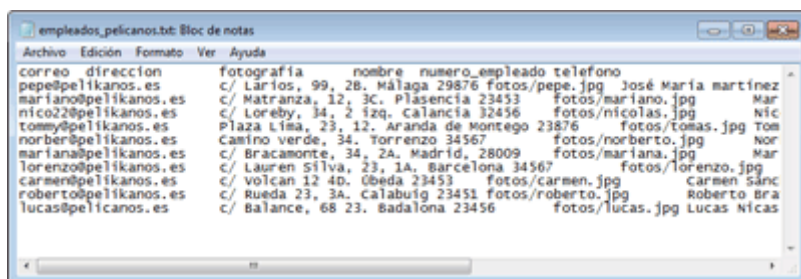 empleados_pelicanos.txt: Bloc de notas
Archivo Edición Formato Ver Ayuda
correo direccion fotografia nombre numero_empleado telefono
pepe@pelikanos.es c/ Larios, 99, 2B. Málaga 29876 fotos/pepe.jpg José María martinez
mariano@pelikanos.es c/ Matranza, 12, 3C. Plasencia 23453 fotos/mariano.jpg Mar
nico22@pelikanos.es c/ Loreby, 34, 2 izq. Calancia 32456 fotos/nicolas.jpg Nic
tommy@pelikanos.es Plaza Lima, 23, 12. Aranda de Montego 23876 fotos/tomas.jpg Tom
norber@pelikanos.es Camino verde, 34. Torrenzo 34567 fotos/norberto.jpg Nor
mariana@pelikanos.es c/ Bracamonte, 34, 2A. Madrid, 28009 fotos/mariana.jpg Mar
lorenzo@pelikanos.es c/ Lauren Silva, 23, 1A. Barcelona 34567 fotos/lorenzo.jpg
carmen@pelikanos.es c/ Volcan 12 4D. Úbeda 23453 fotos/carmen.jpg Carmen Sánc
roberto@pelikanos.es c/ Rueda 23, 3A. Calabuig 23451 fotos/roberto.jpg Roberto Bra
lucas@pelicanos.es c/ Balance, 68 23. Badalona 23456 fotos/lucas.jpg Lucas Nicas